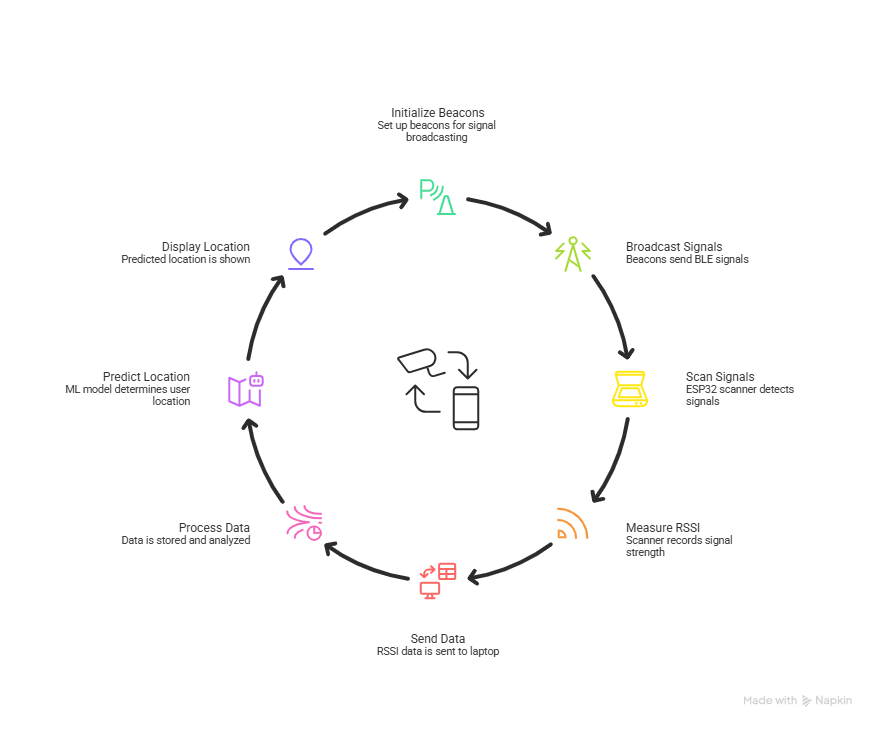 Initialize Beacons
Set up beacons for signal
broadcasting
Broadcast Signals
Beacons send BLE signals
Scan Signals
ESP32 scanner detects
signals
Measure RSSI
Scanner records signal
strength
Send Data
RSSI data is sent to laptop
Process Data
Data is stored and analyzed
Predict Location
ML model determines user
location
Display Location
Predicted location is shown
Made with Napkin